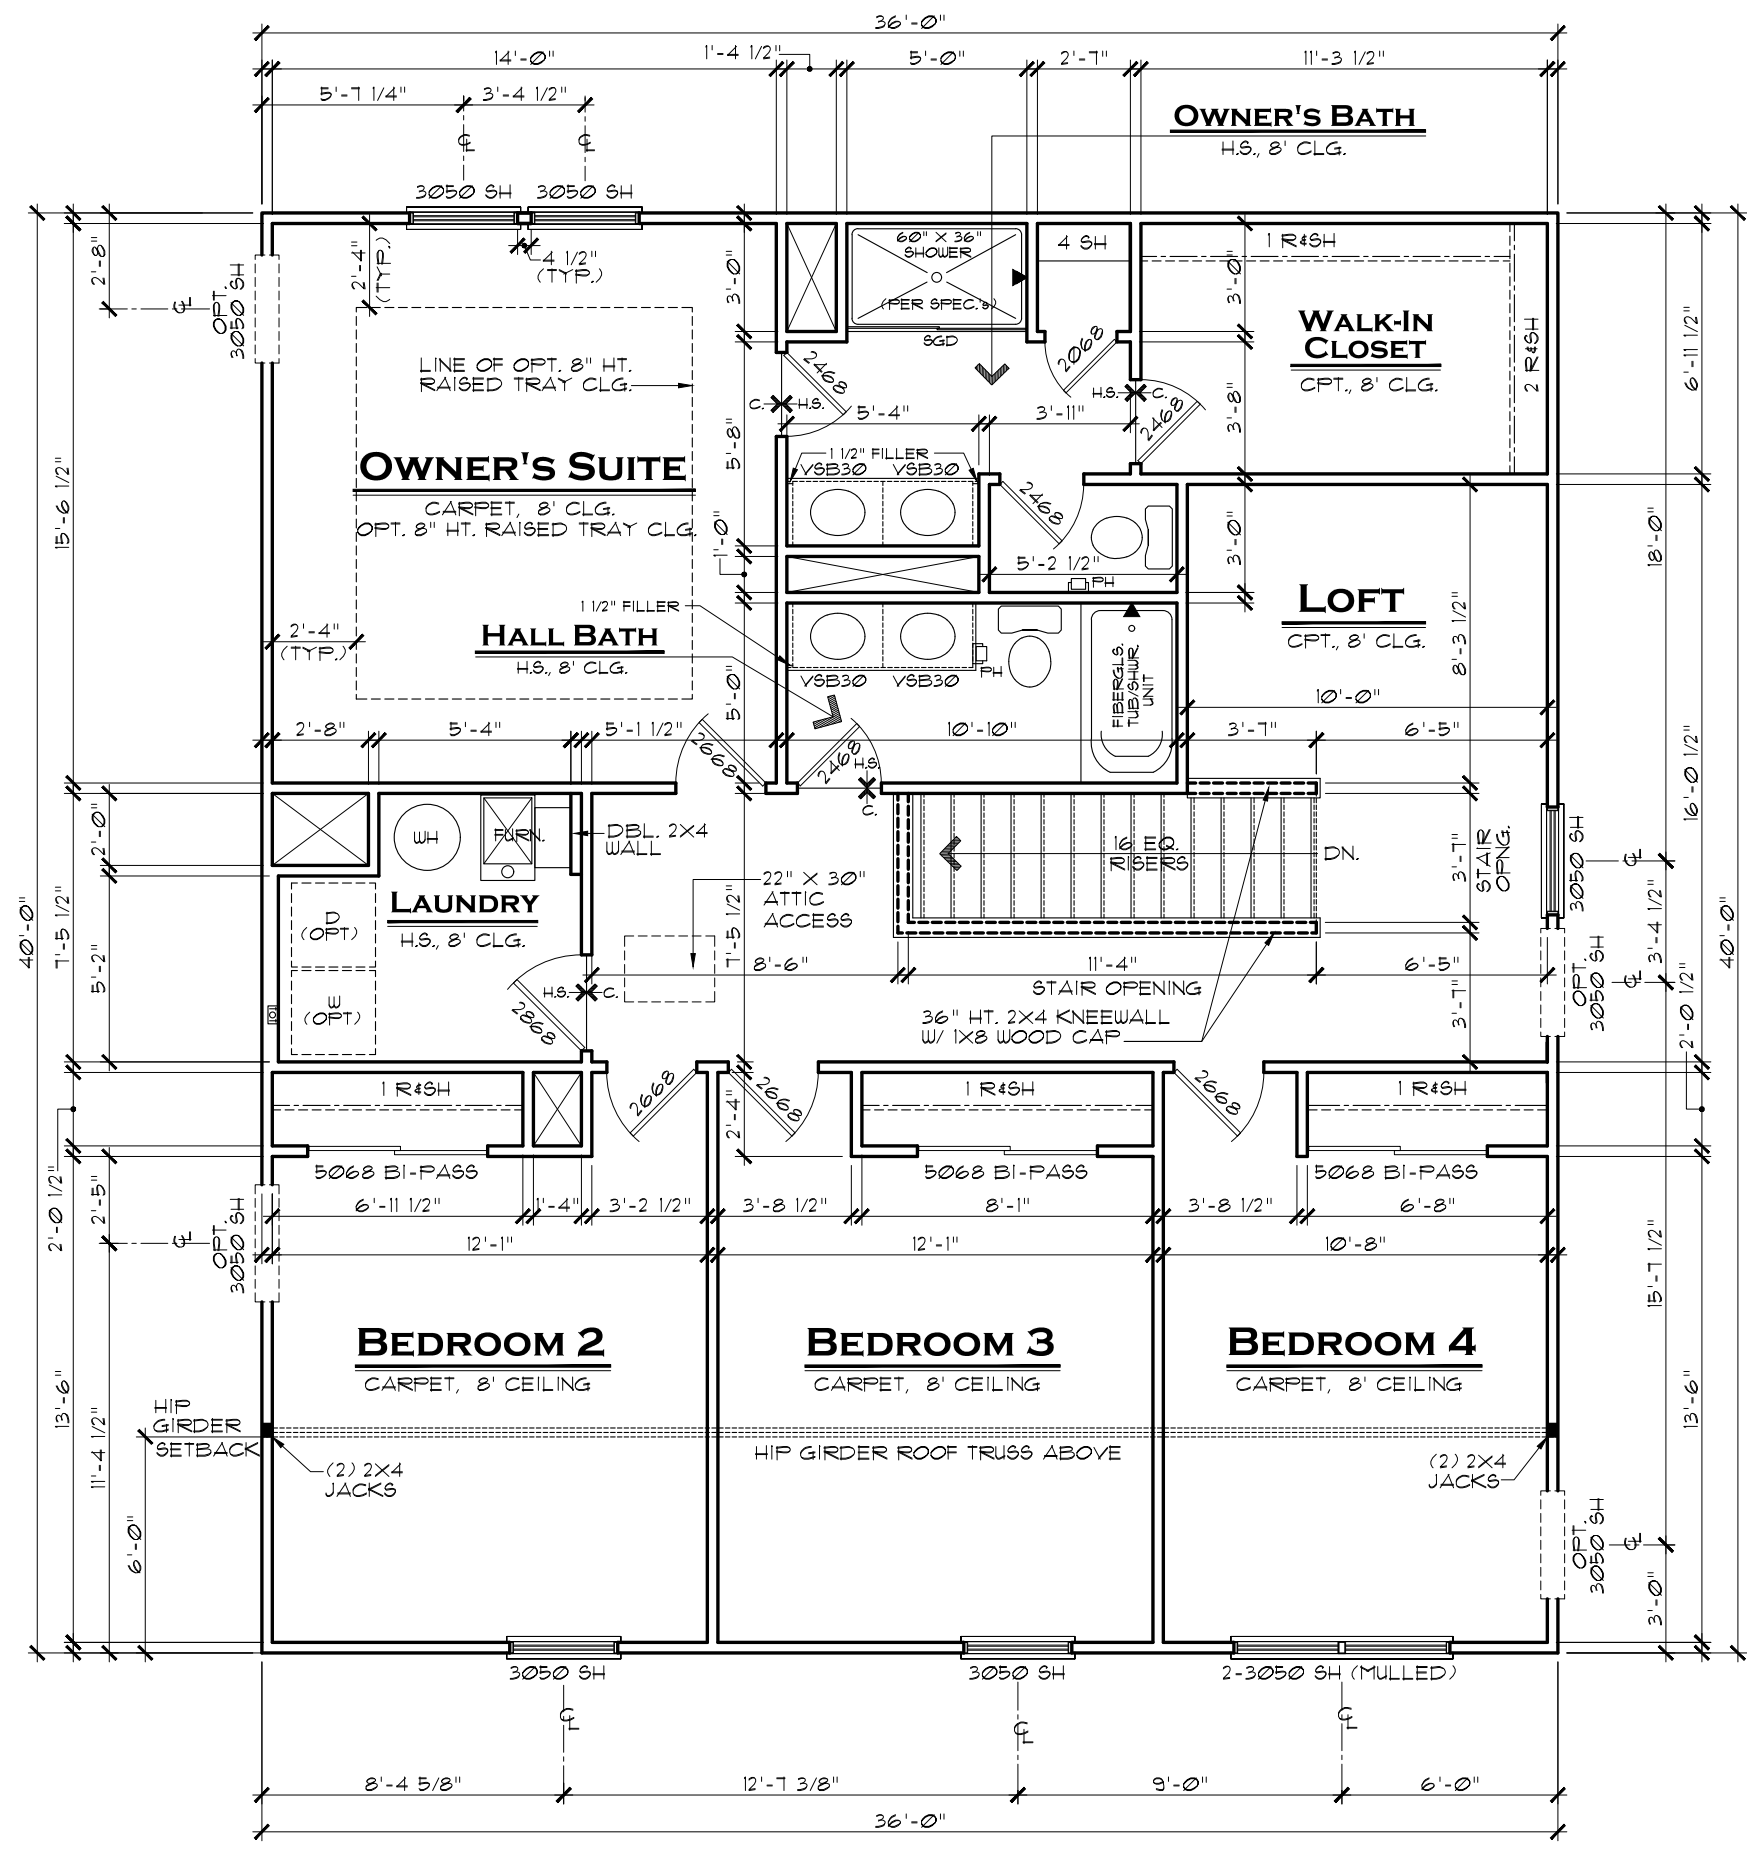 36'-0"
14'-0"
1'-4 1/2"
5'-0"
2'-7"
11'-3 1/2"
5'-7 1/4"
3'-4 1/2"
OWNER'S BATH
H.S., 8' CLG.
CL
CL
3050 SH
3050 SH
2'-8"
CL
OPT.
3050 SH
2'-4"
(TYP.)
4 1/2"
(TYP.)
3'-0"
60" X 36"
SHOWER
(PER SPEC.'s)
SGD
4 SH
1 R&SH
3'-0"
WALK-IN
CLOSET
CPT., 8' CLG.
2 R&SH
6'-11 1/2"
LINE OF OPT. 8" HT.
RAISED TRAY CLG.
2468
2068
C.
H.S.
H.S.
C.
5'-4"
3'-11"
2468
3'-8"
5'-8"
15'-6 1/2"
OWNER'S SUITE
CARPET, 8' CLG.
OPT. 8" HT. RAISED TRAY CLG.
1 1/2" FILLER
VSB30
VSB30
2468
1'-0"
3'-0"
18'-0"
5'-2 1/2"
PH
1 1/2" FILLER
HALL BATH
H.S., 8' CLG.
2'-4"
(TYP.)
LOFT
CPT., 8' CLG.
8'-3 1/2"
VSB30
VSB30
PH
FIBERGLS.
TUB/SHWR.
UNIT
5'-0"
10'-0"
2'-8"
5'-4"
5'-1 1/2"
2668
2468
H.S.
C.
10'-10"
3'-7"
6'-5"
16'-0 1/2"
2'-0"
WH
FURN.
DBL. 2X4
WALL
16 EQ.
RISERS
DN.
3'-7"
STAIR
OPNG.
3050 SH
CL
40'-0"
7'-5 1/2"
LAUNDRY
H.S., 8' CLG.
D
(OPT)
W
(OPT)
22" X 30"
ATTIC
ACCESS
7'-5 1/2"
5'-2"
H.S.
C.
2868
8'-6"
11'-4"
STAIR OPENING
6'-5"
36" HT. 2X4 KNEEWALL
W/ 1X8 WOOD CAP
3'-7"
OPT.
3050 SH
CL
3'-4 1/2"
2'-0 1/2"
40'-0"
1 R&SH
2668
2668
2'-4"
1 R&SH
2668
1 R&SH
5068 BI-PASS
5068 BI-PASS
5068 BI-PASS
2'-0 1/2"
2'-5"
CL
OPT.
3050 SH
6'-11 1/2"
1'-4"
3'-2 1/2"
3'-8 1/2"
8'-1"
3'-8 1/2"
6'-8"
12'-1"
12'-1"
10'-8"
15'-7 1/2"
BEDROOM 2
CARPET, 8' CEILING
BEDROOM 3
CARPET, 8' CEILING
BEDROOM 4
CARPET, 8' CEILING
13'-6"
13'-6"
11'-4 1/2"
HIP
GIRDER
SETBACK
HIP GIRDER ROOF TRUSS ABOVE
(2) 2X4
JACKS
(2) 2X4
JACKS
6'-0"
OPT.
3050 SH
CL
3'-0"
3050 SH
3050 SH
2-3050 SH (MULLED)
CL
CL
CL
8'-4 5/8"
12'-7 3/8"
9'-0"
6'-0"
36'-0"